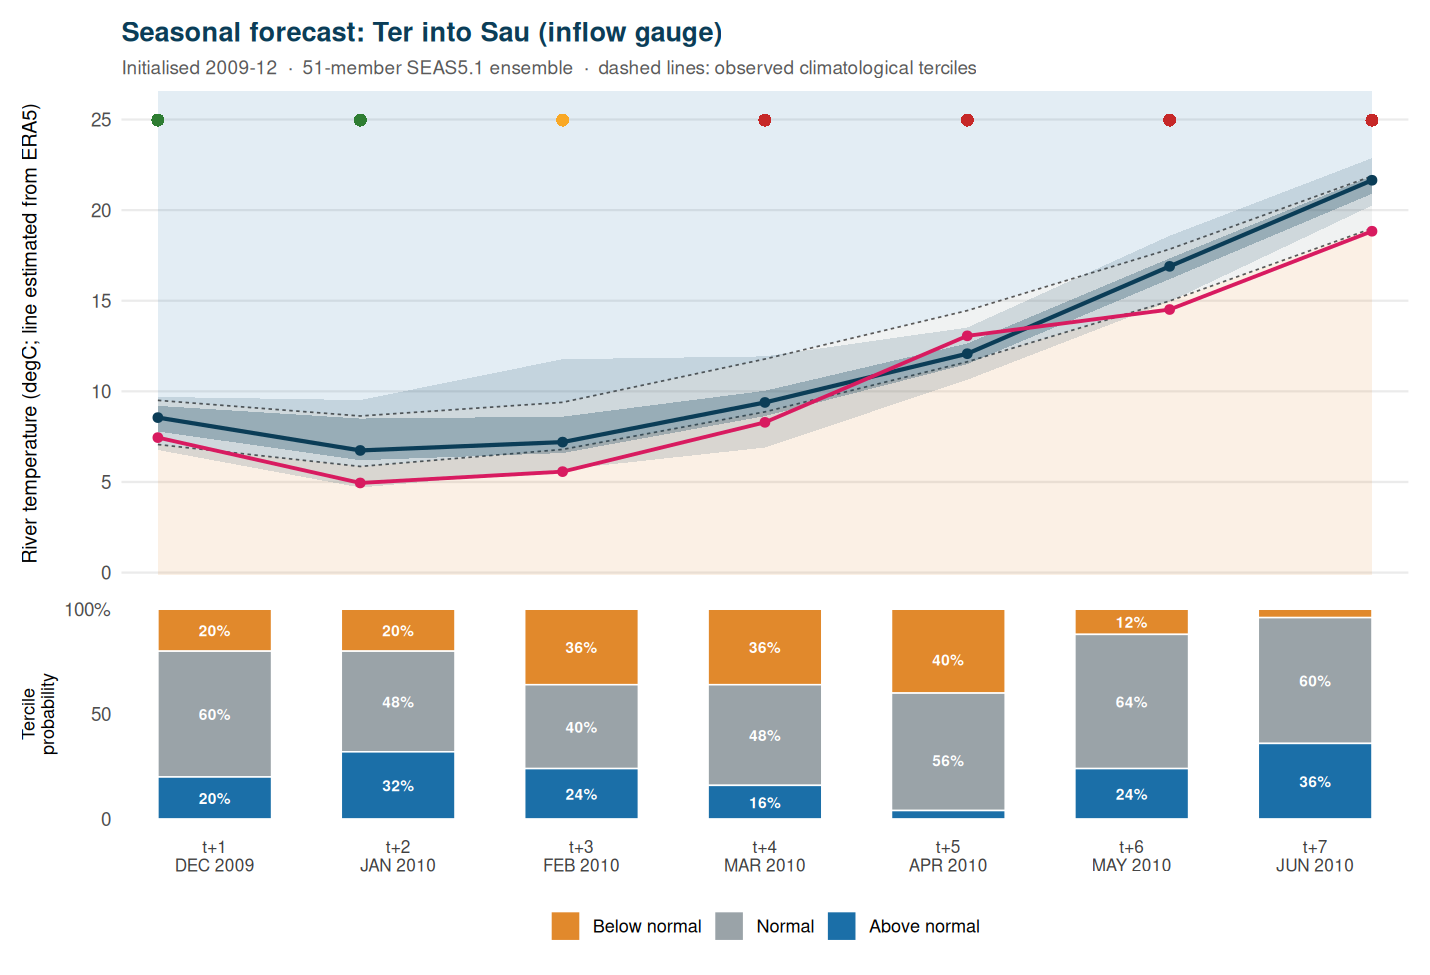 Seasonal forecast: Ter into Sau (inflow gauge)
Initialised 2009-12 · 51-member SEAS5.1 ensemble · dashed lines: observed climatological terciles
River temperature (degC; line estimated from ERA5)
25
20
15
10
5
0
Tercile
probability
100%
50
0
20%
60%
20%
20%
48%
32%
36%
40%
24%
36%
48%
16%
40%
56%
12%
64%
24%
60%
36%
t+1
DEC 2009
t+2
JAN 2010
t+3
FEB 2010
t+4
MAR 2010
t+5
APR 2010
t+6
MAY 2010
t+7
JUN 2010
Below normal
Normal
Above normal